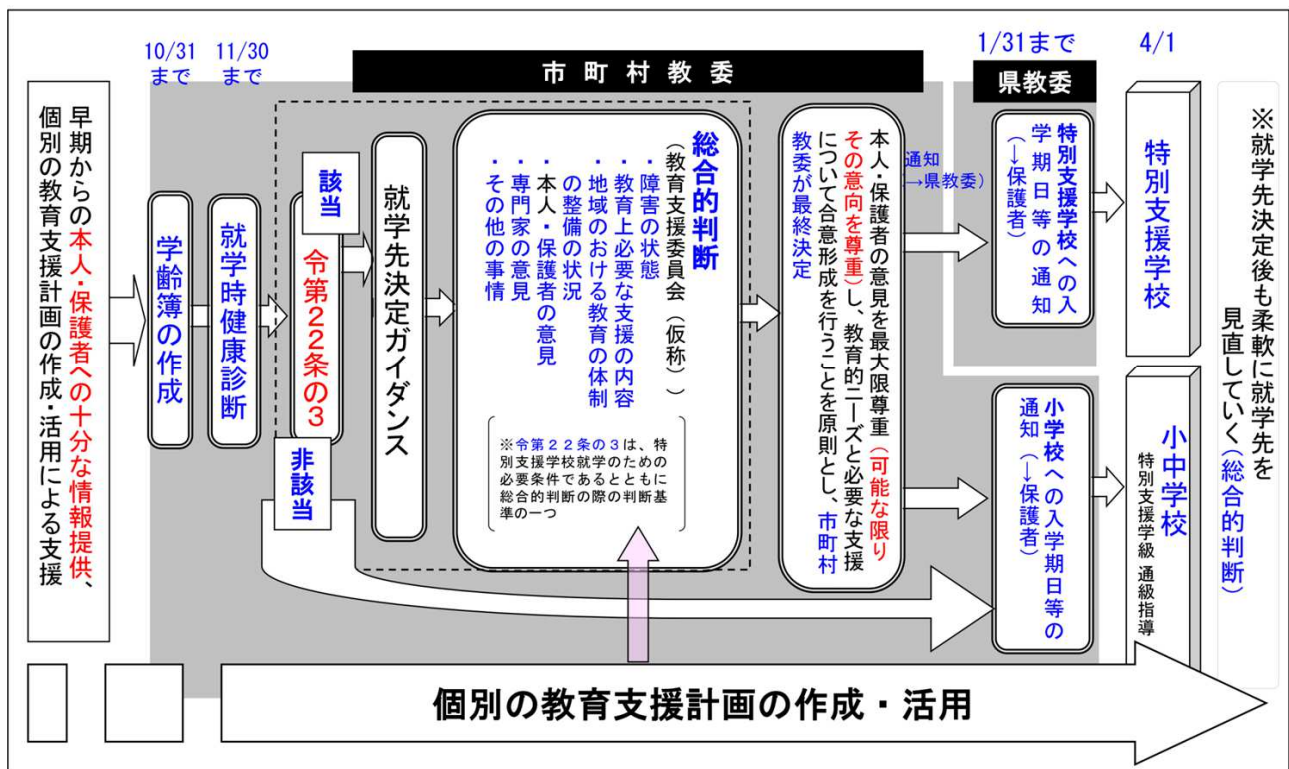 10/31
まで
11/30
まで
市町村教委
1/31まで
県教委
4/1
早期からの本人・保護者への十分な情報提供、
個別の教育支援計画の作成・活用による支援
学齢簿の作成
就学時健康診断
該当
令第22条の3
非該当
就学先決定ガイダンス
総合的判断
（教育支援委員会（仮称））
・障害の状態
・教育上必要な支援の内容
・地域のおける教育の体制
の整備の状況
・本人・保護者の意見
・専門家の意見
・その他の事情
※令第２２条の３は、特
別支援学校就学のための
必要条件であるとともに
総合的判断の際の判断基
準の一つ
本人・保護者の意見を最大限尊重（可能な限り
その意向を尊重）し、教育的ニーズと必要な支援
について合意形成を行うことを原則とし、市町村
教委が最終決定
通知
（→県教委）
特別支援学校への入
学期日等の通知
（→保護者）
小学校への入学期日等の
通知（→保護者）
特別支援学校
小中学校
特別支援学級 通級指導
※就学先決定後も柔軟に就学先を
見直していく（総合的判断）
個別の教育支援計画の作成・活用